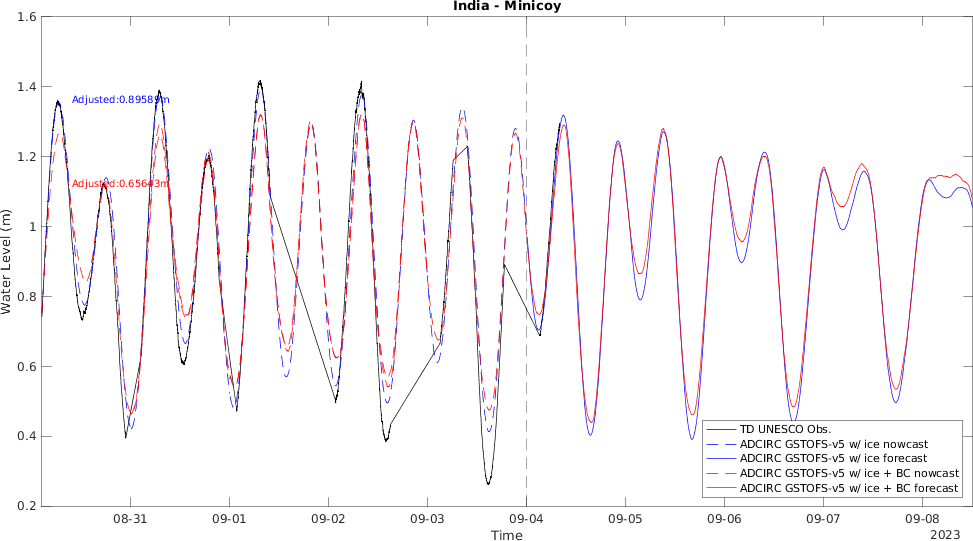 India - Minicoy
1.6
1.4
1.2
1
0.8
0.6
0.4
0.2
Water Level (m)
Adjusted:0.89589m
Adjusted:0.65643m
TD UNESCO Obs.
ADCIRC GSTOFS-v5 w/ ice nowcast
ADCIRC GSTOFS-v5 w/ ice forecast
ADCIRC GSTOFS-v5 w/ ice + BC nowcast
ADCIRC GSTOFS-v5 w/ ice + BC forecast
08-31 09-01 09-02 09-03 09-04 09-05 09-06 09-07 09-08
Time
2023